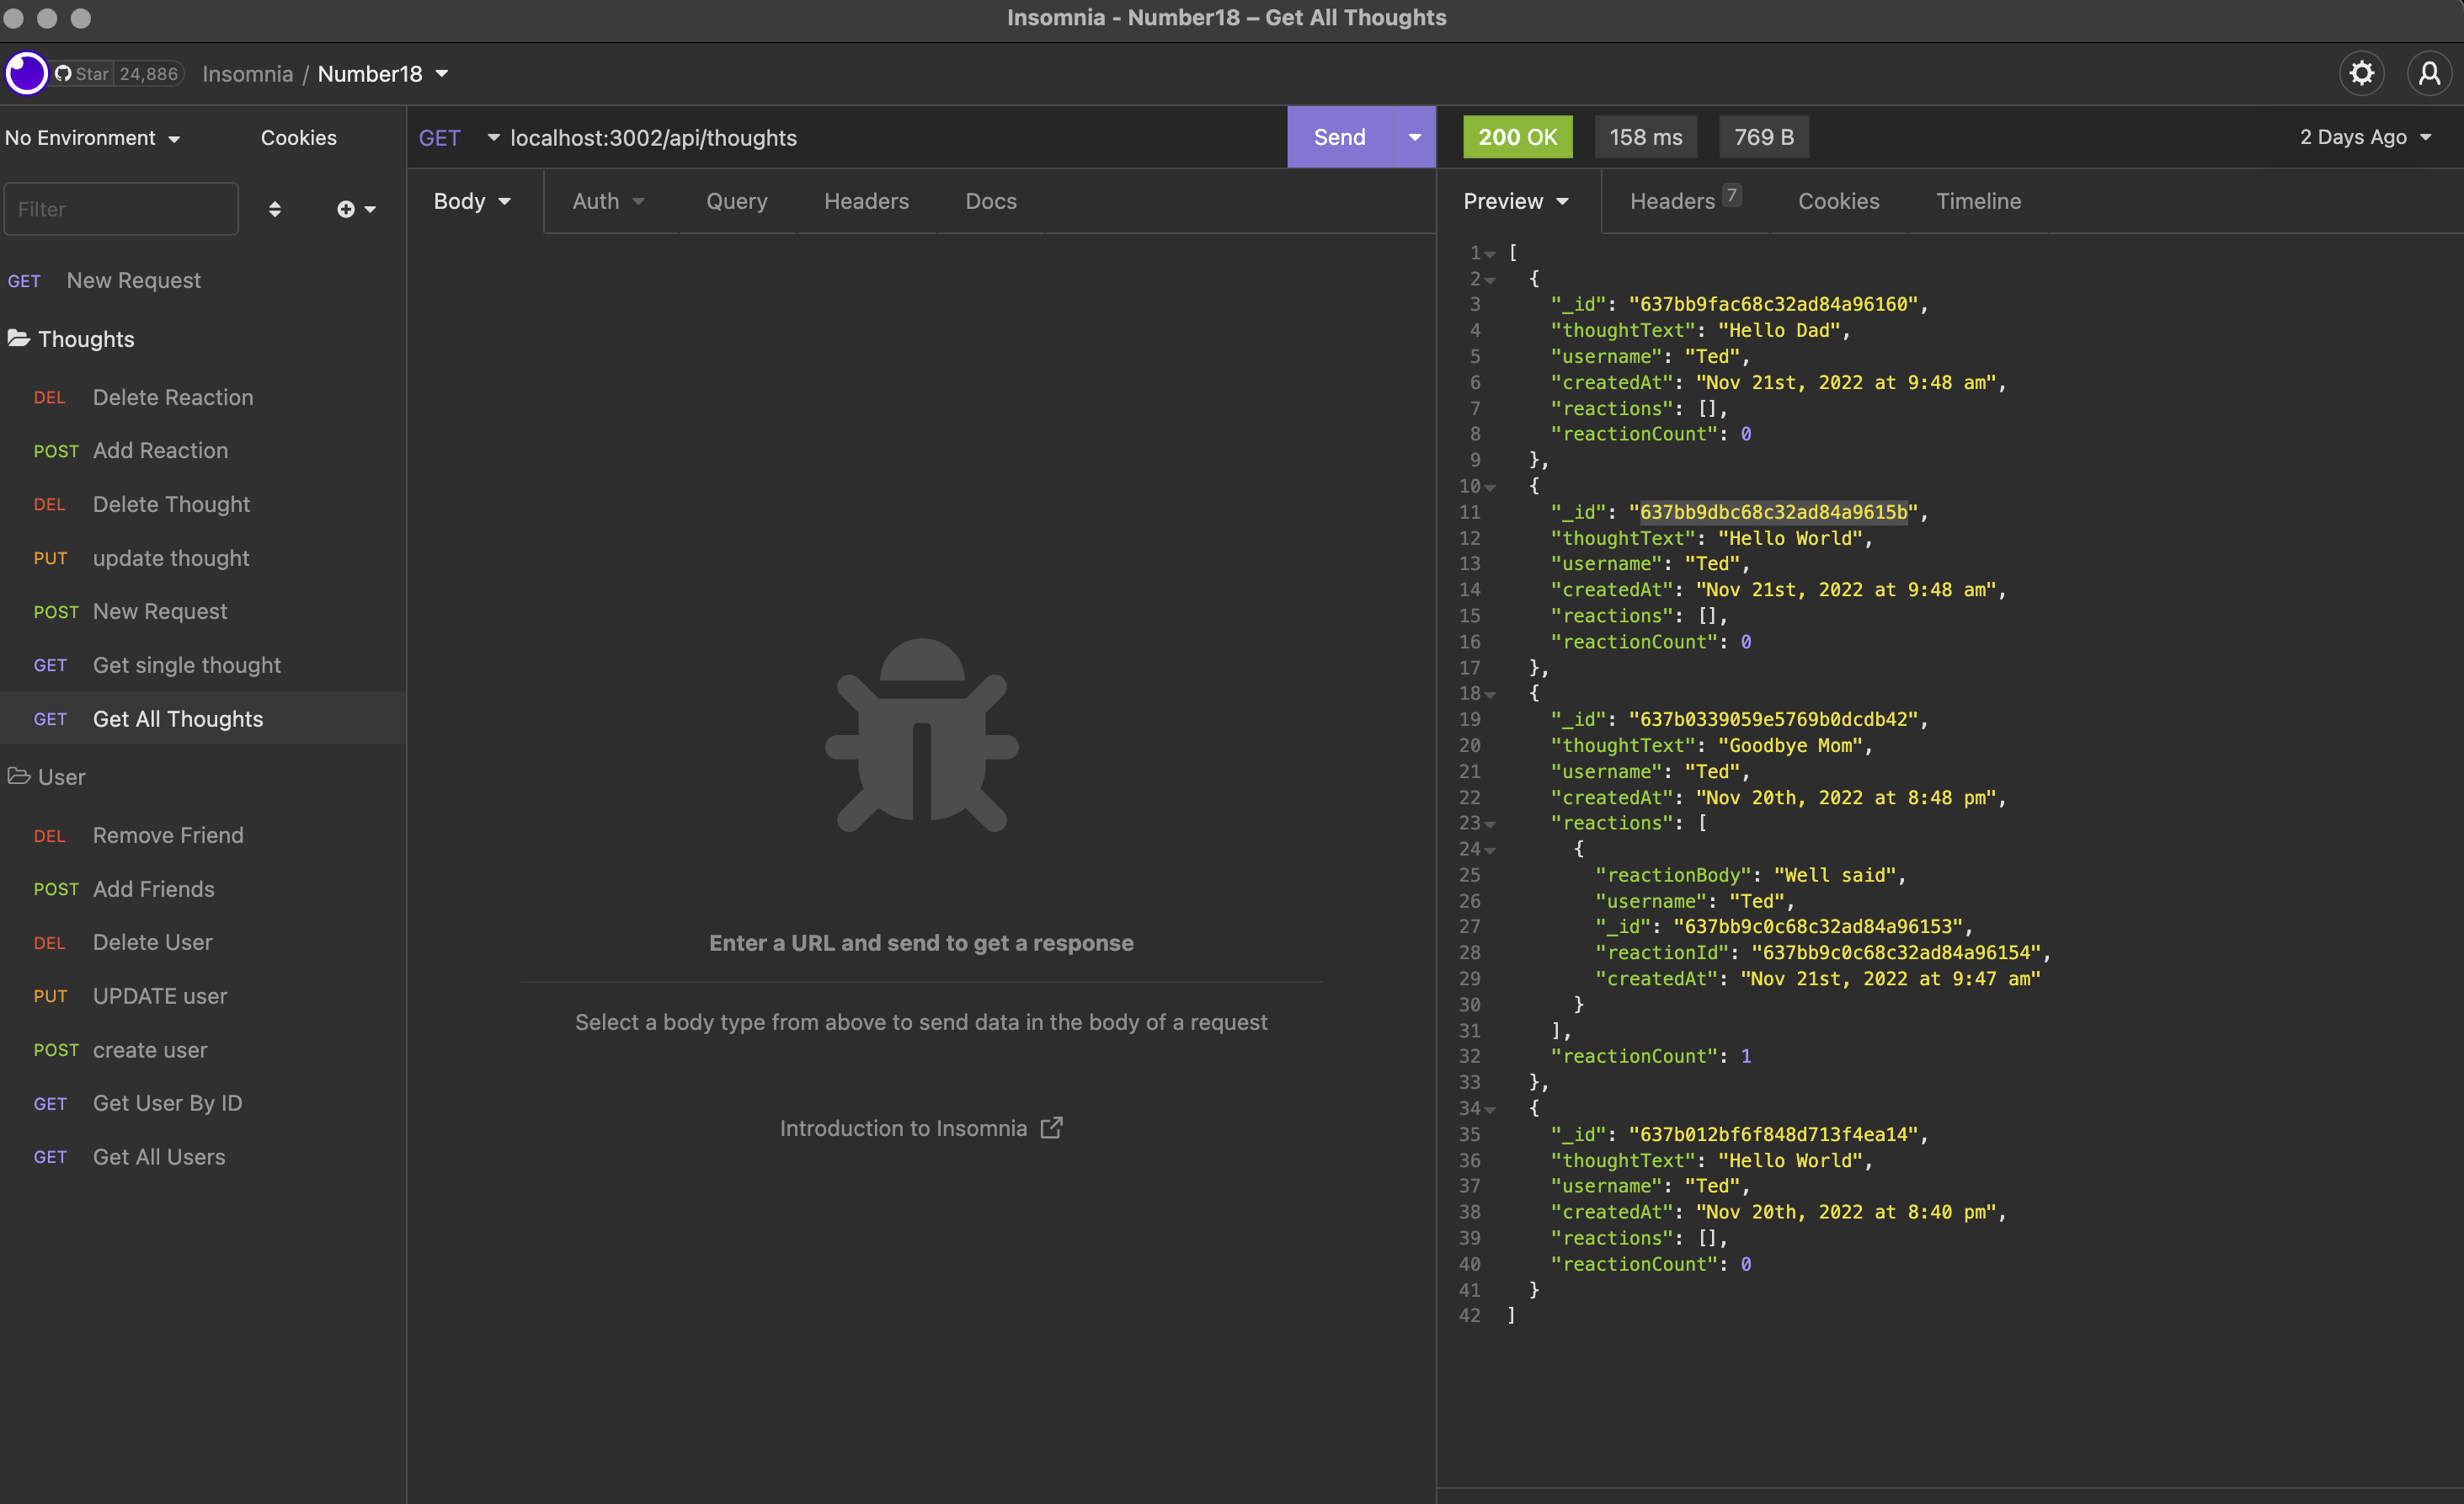 Insomnia - Number18 – Get All Thoughts
Star 24,886 Insomnia / Number18
No Environment Cookies
Filter
GET New Request
Thoughts
DEL Delete Reaction
POST Add Reaction
DEL Delete Thought
PUT update thought
POST New Request
GET Get single thought
GET Get All Thoughts
User
DEL Remove Friend
POST Add Friends
DEL Delete User
PUT UPDATE user
POST create user
GET Get User By ID
GET Get All Users
GET localhost:3002/api/thoughts Send
Body Auth Query Headers Docs
Enter a URL and send to get a response
Select a body type from above to send data in the body of a request
Introduction to Insomnia
200 OK 158 ms 769 B 2 Days Ago
Preview Headers 7 Cookies Timeline
1 [
2 {
3 "_id": "637bb9fac68c32ad84a96160",
4 "thoughtText": "Hello Dad",
5 "username": "Ted",
6 "createdAt": "Nov 21st, 2022 at 9:48 am",
7 "reactions": [],
8 "reactionCount": 0
9 },
10 {
11 "_id": "637bb9dbc68c32ad84a9615b",
12 "thoughtText": "Hello World",
13 "username": "Ted",
14 "createdAt": "Nov 21st, 2022 at 9:48 am",
15 "reactions": [],
16 "reactionCount": 0
17 },
18 {
19 "_id": "637b0339059e5769b0dcdb42",
20 "thoughtText": "Goodbye Mom",
21 "username": "Ted",
22 "createdAt": "Nov 20th, 2022 at 8:48 pm",
23 "reactions": [
24 {
25 "reactionBody": "Well said",
26 "username": "Ted",
27 "_id": "637bb9c0c68c32ad84a96153",
28 "reactionId": "637bb9c0c68c32ad84a96154",
29 "createdAt": "Nov 21st, 2022 at 9:47 am"
30 }
31 ],
32 "reactionCount": 1
33 },
34 {
35 "_id": "637b012bf6f848d713f4ea14",
36 "thoughtText": "Hello World",
37 "username": "Ted",
38 "createdAt": "Nov 20th, 2022 at 8:40 pm",
39 "reactions": [],
40 "reactionCount": 0
41 }
42 ]